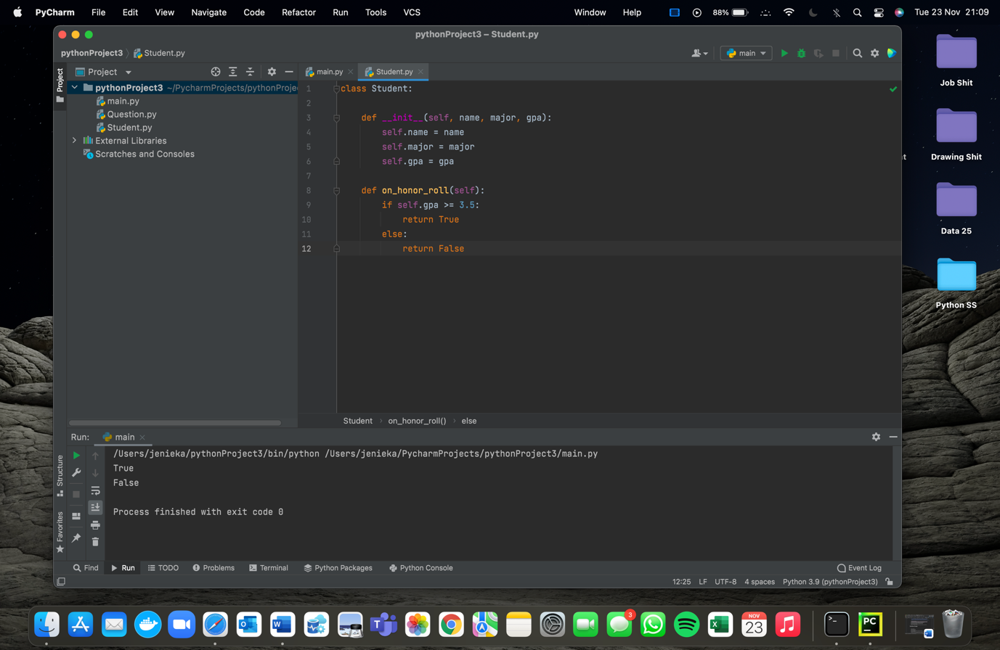 PyCharm File Edit View Navigate Code Refactor Run Tools VCS Window Help 88% Tue 23 Nov 21:09
pythonProject3 – Student.py
pythonProject3 Student.py main
Project main.py Student.py
Project
pythonProject3 ~/PycharmProjects/pythonProje
main.py
Question.py
Student.py
External Libraries
Scratches and Consoles
1 class Student:
2
3 def __init__(self, name, major, gpa):
4 self.name = name
5 self.major = major
6 self.gpa = gpa
7
8 def on_honor_roll(self):
9 if self.gpa >= 3.5:
10 return True
11 else:
12 return False
Student on_honor_roll() else
Run: main
/Users/jenieka/pythonProject3/bin/python /Users/jenieka/PycharmProjects/pythonProject3/main.py
True
False
Process finished with exit code 0
Structure
Favorites
Find Run TODO Problems Terminal Python Packages Python Console Event Log
12:25 LF UTF-8 4 spaces Python 3.9 (pythonProject3)
Job Shit
t Drawing Shit
Data 25
Python SS
3
NOV
23
PC